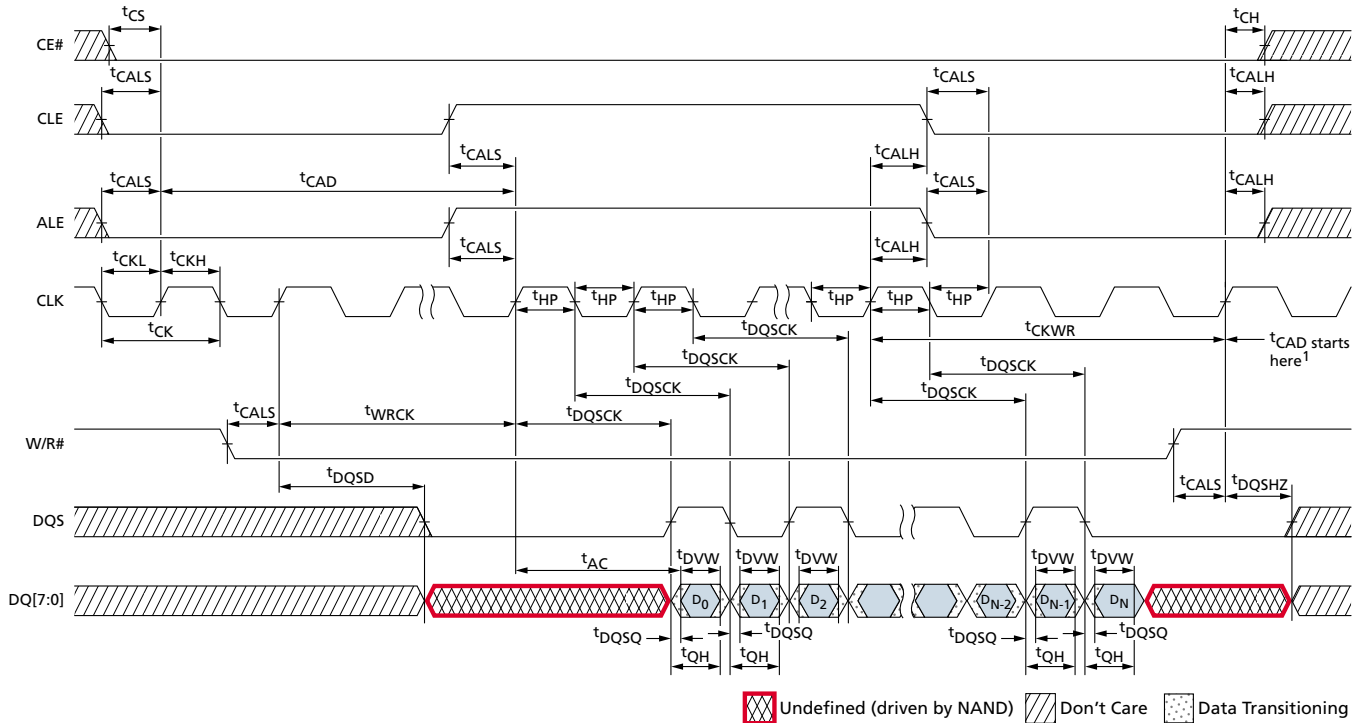 tCS tCH
CE#
tCALS tCALS tCALH
CLE
tCALS tCALH
tCALS tCAD tCALS tCALH
ALE
tCALS tCALH
tCKL tCKH
CLK tHP tHP tHP tHP tHP tHP
tCK tDQSCK tCKWR tCAD starts
here1
tDQSCK
tDQSCK tDQSCK
tDQSCK
tCALS tWRCK tDQSCK
W/R#
tDQSD tCALS tDQSHZ
DQS
tAC tDVW tDVW tDVW tDVW tDVW
DQ[7:0] D0 D1 D2 DN-2 DN-1 DN
tDQSQ tDQSQ tDQSQ tDQSQ
tQH tQH tQH tQH
Undefined (driven by NAND) Don't Care Data Transitioning